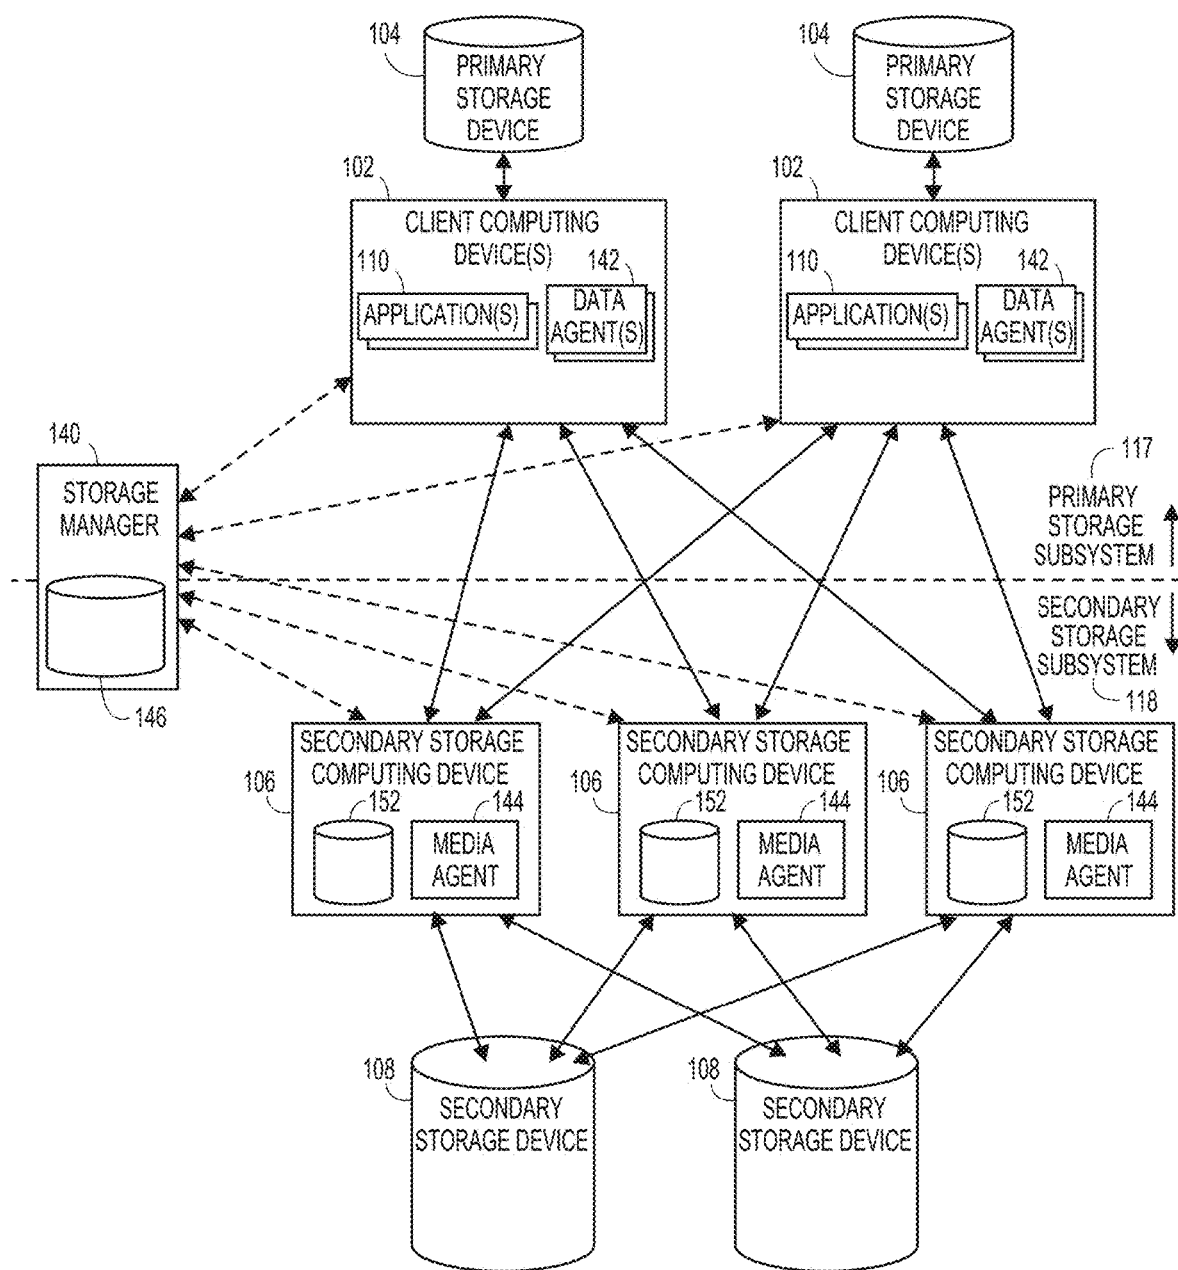 104
PRIMARY
STORAGE
DEVICE
104
PRIMARY
STORAGE
DEVICE
102
CLIENT COMPUTING
DEVICE(S)
110
142
APPLICATION(S)
DATA
AGENT(S)
102
CLIENT COMPUTING
DEVICE(S)
110
142
APPLICATION(S)
DATA
AGENT(S)
140
STORAGE
MANAGER
146
117
PRIMARY
STORAGE
SUBSYSTEM
SECONDARY
STORAGE
SUBSYSTEM
118
SECONDARY STORAGE
COMPUTING DEVICE
106
152
144
MEDIA
AGENT
SECONDARY STORAGE
COMPUTING DEVICE
106
152
144
MEDIA
AGENT
SECONDARY STORAGE
COMPUTING DEVICE
106
152
144
MEDIA
AGENT
108
SECONDARY
STORAGE DEVICE
108
SECONDARY
STORAGE DEVICE